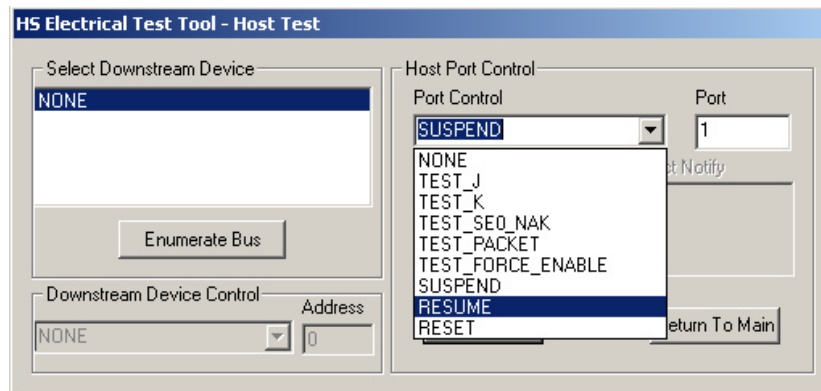 HS Electrical Test Tool - Host Test
Select Downstream Device
NONE
Enumerate Bus
Downstream Device Control
Address
NONE
0
Host Port Control
Port Control
Port
SUSPEND
1
NONE
TEST_J
TEST_K
TEST_SE0_NAK
TEST_PACKET
TEST_FORCE_ENABLE
SUSPEND
RESUME
RESET
Notify
To Main